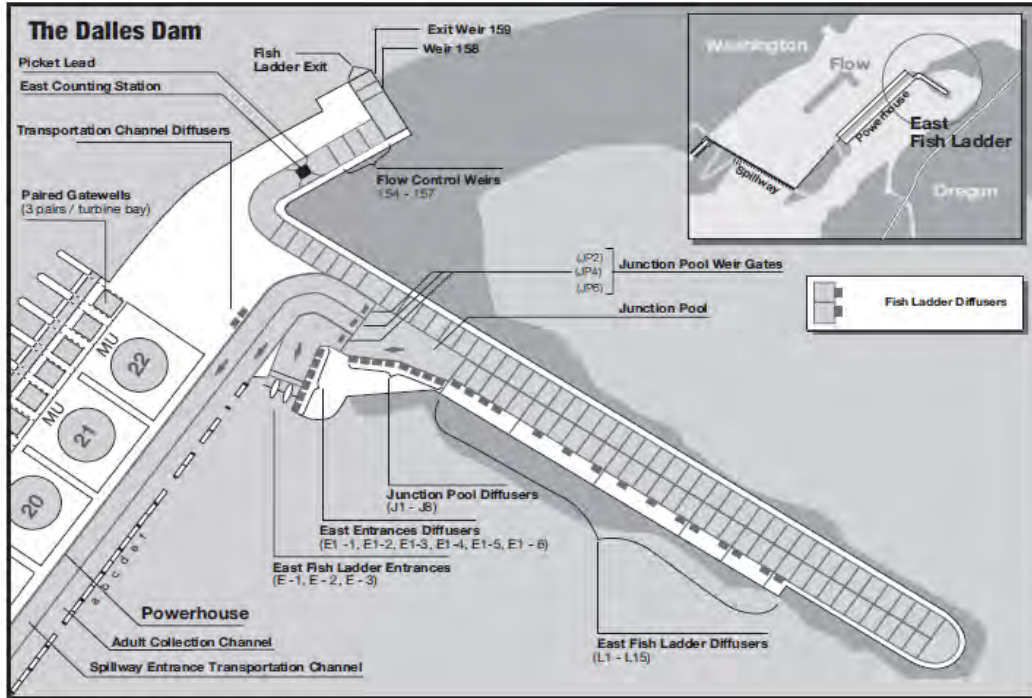 The Dalles Dam
Exit Weir 159
Weir 158
Fish
Ladder Exit
Picket Lead
East Counting Station
Transportation Channel Diffusers
Flow Control Weirs
154 - 157
Paired Gatewells
(3 pairs / turbine bay)
Washington
Flow
Powerhouse
East
Fish Ladder
Spillway
Oregon
(JP2)
(JP4)
(JP6)
Junction Pool Weir Gates
Junction Pool
Fish Ladder Diffusers
MU
22
MU
21
20
Junction Pool Diffusers
(J1 - J8)
East Entrances Diffusers
(E1 -1, E1-2, E1-3, E1-4, E1-5, E1 - 6)
East Fish Ladder Entrances
(E -1, E - 2, E - 3)
a b c d e f
Powerhouse
Adult Collection Channel
Spillway Entrance Transportation Channel
East Fish Ladder Diffusers
(L1 - L15)